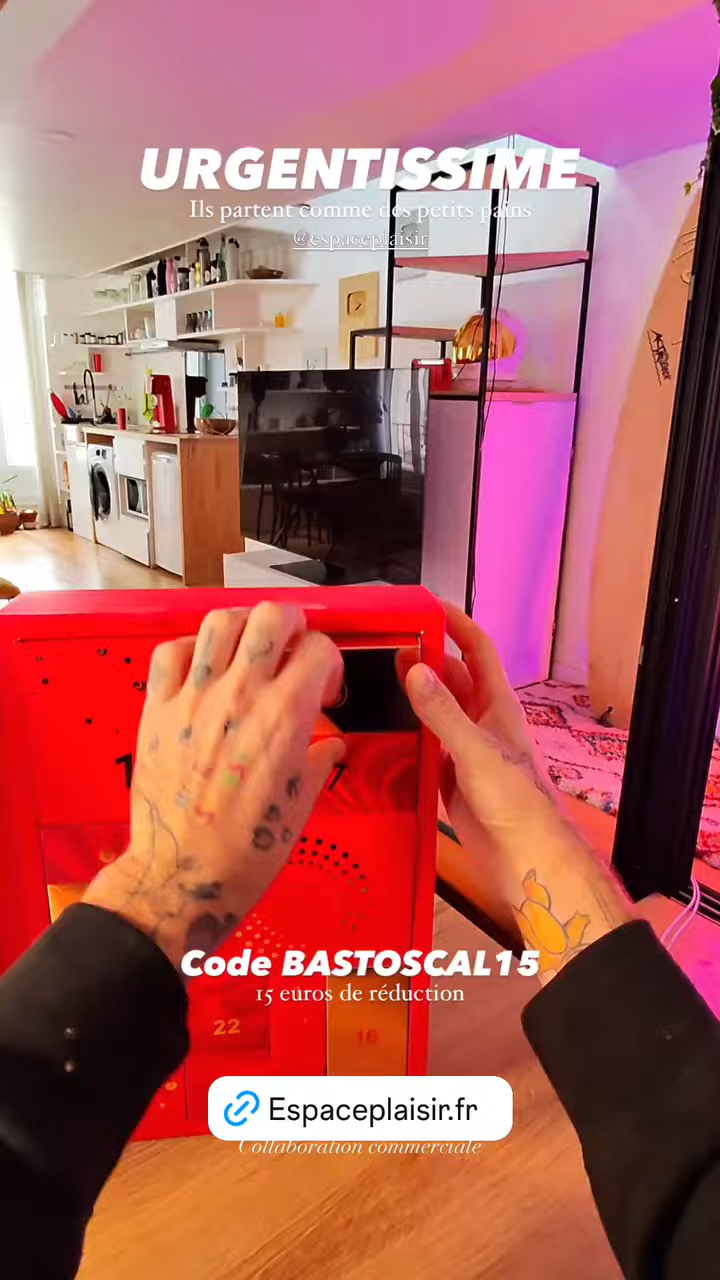 URGENTISSIME
Ils partent comme des petits pains
@espaceplaisir
Code BASTOSCAL15
15 euros de réduction
22
16
Espaceplaisir.fr
Collaboration commerciale